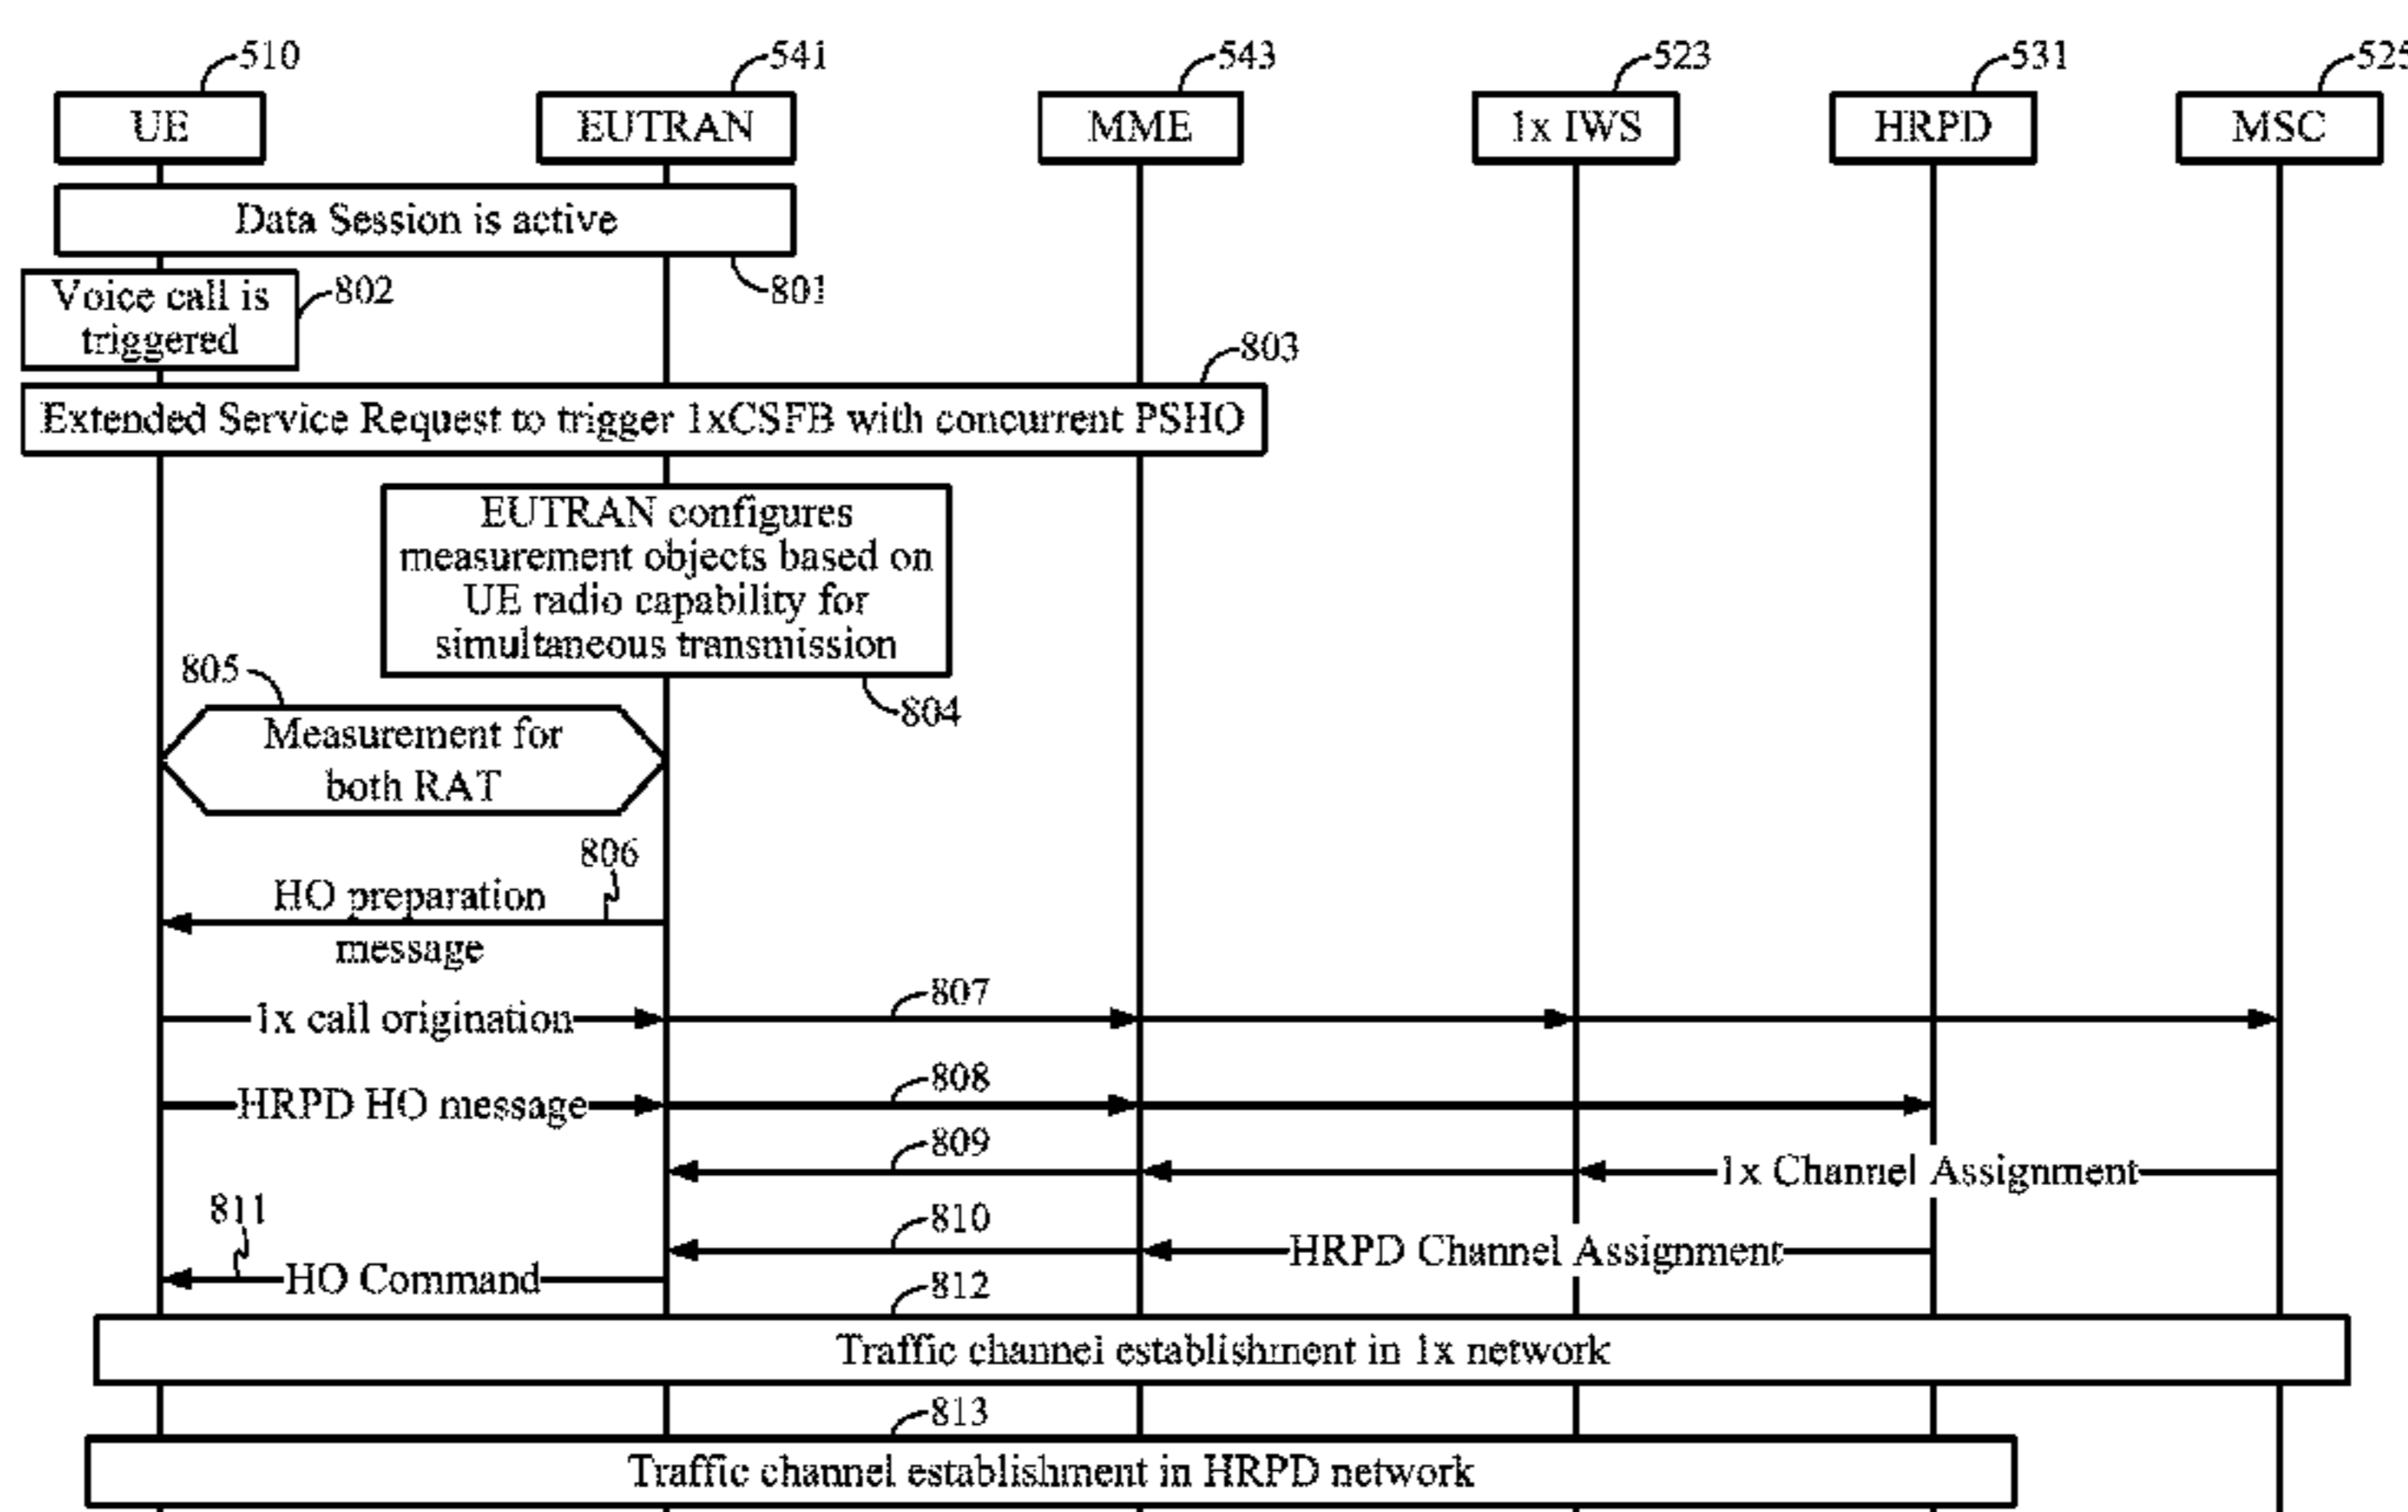 510
541
543
523
531
525
UE
EUTRAN
MME
1x IWS
HRPD
MSC
Data Session is active
801
Voice call is
triggered
802
803
Extended Service Request to trigger 1xCSFB with concurrent PSHO
EUTRAN configures
measurement objects based on
UE radio capability for
simultaneous transmission
804
805
Measurement for
both RAT
806
HO preparation
message
807
1x call origination
808
HRPD HO message
809
1x Channel Assignment
810
HRPD Channel Assignment
811
HO Command
812
Traffic channel establishment in 1x network
813
Traffic channel establishment in HRPD network